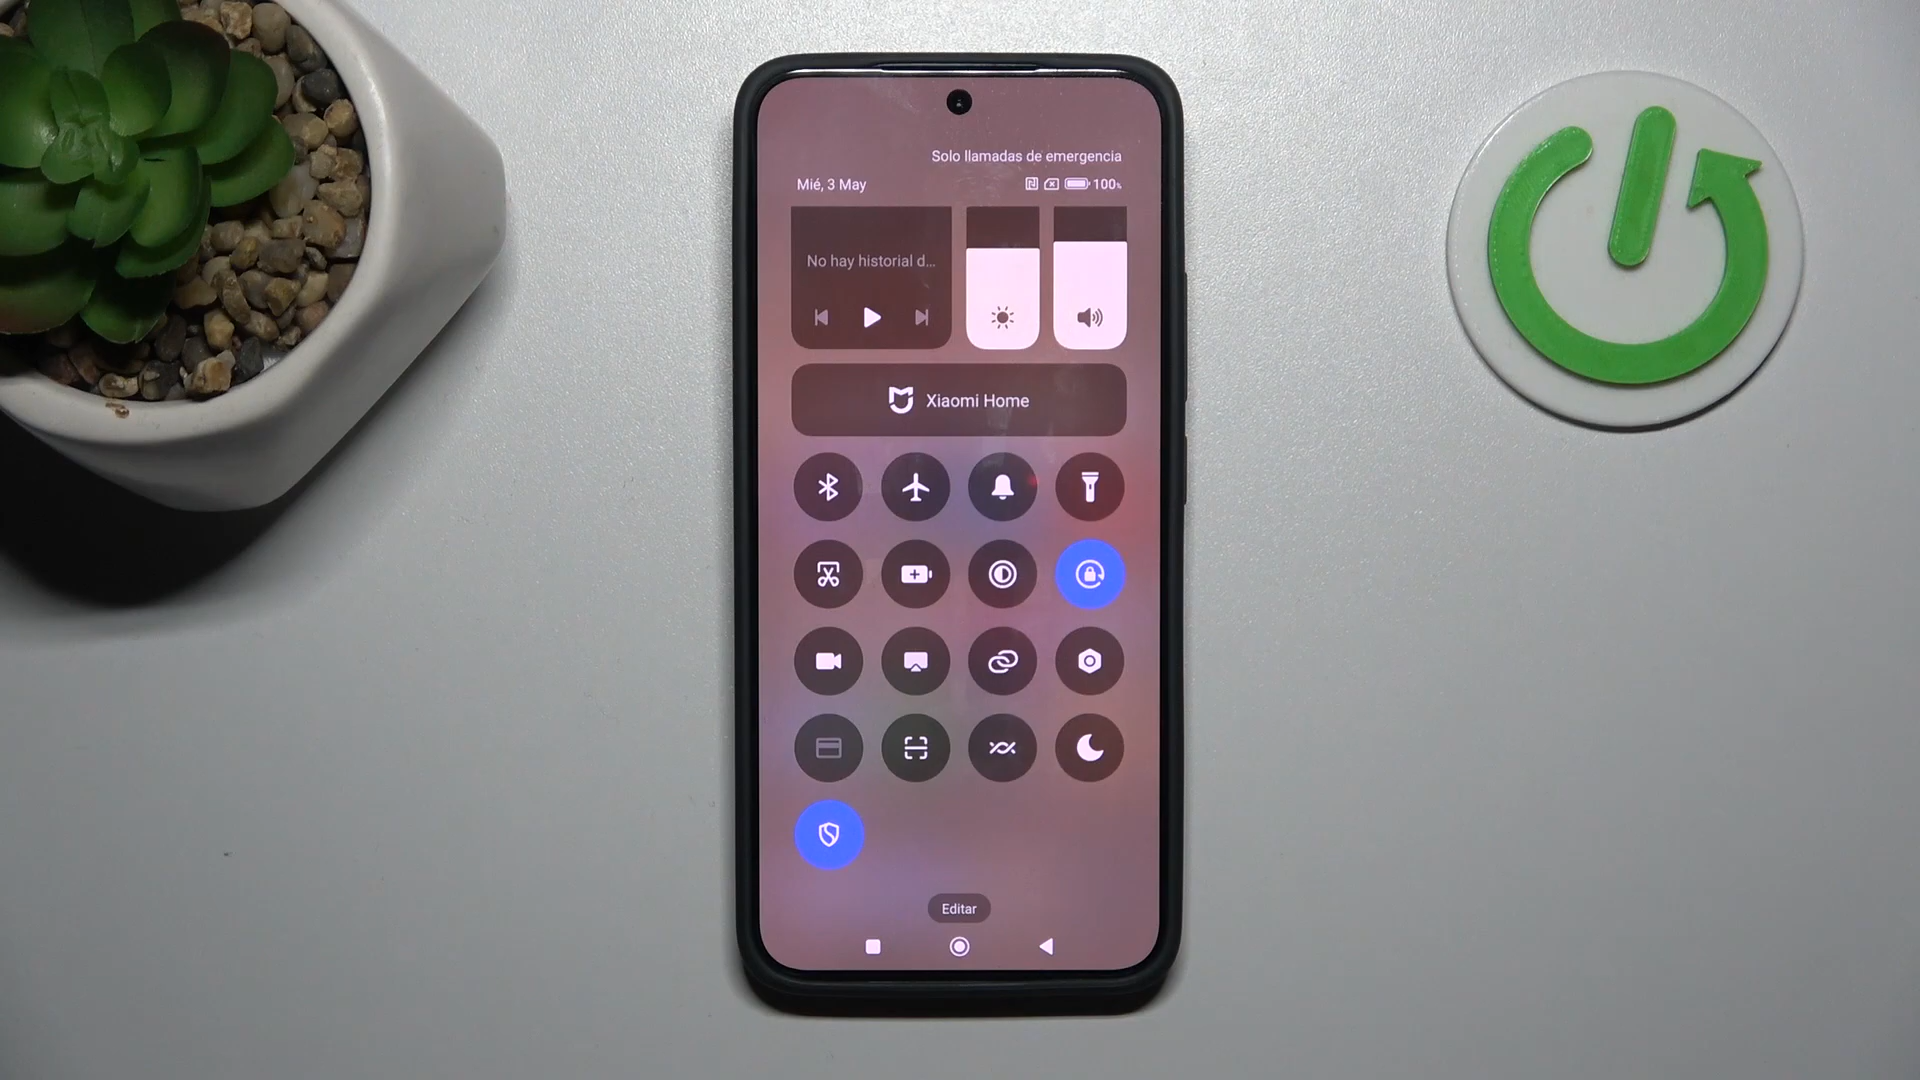 Solo llamadas de emergencia
Mié, 3 May
100%
No hay historial d...
Xiaomi Home
Editar